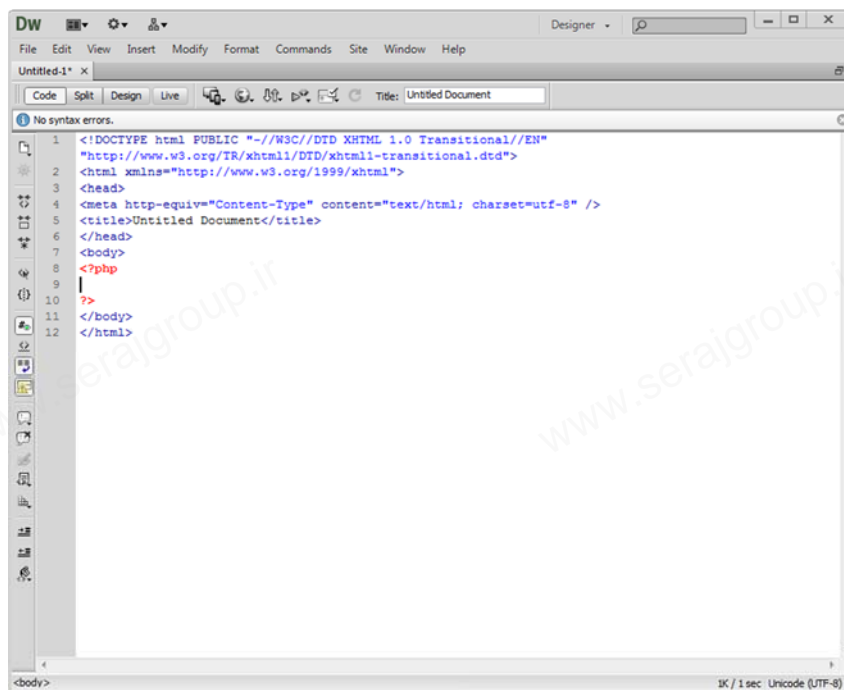 Dw
Designer
File Edit View Insert Modify Format Commands Site Window Help
Untitled-1* ×
Code Split Design Live Title: Untitled Document
No syntax errors.
1 <!DOCTYPE html PUBLIC "-//W3C//DTD XHTML 1.0 Transitional//EN"
"http://www.w3.org/TR/xhtml1/DTD/xhtml1-transitional.dtd">
2 <html xmlns="http://www.w3.org/1999/xhtml">
3 <head>
4 <meta http-equiv="Content-Type" content="text/html; charset=utf-8" />
5 <title>Untitled Document</title>
6 </head>
7 <body>
8 <?php
9
10 ?>
11 </body>
12 </html>
www.serajgroup.ir
www.serajgroup.ir
<body> 1K / 1 sec Unicode (UTF-8)